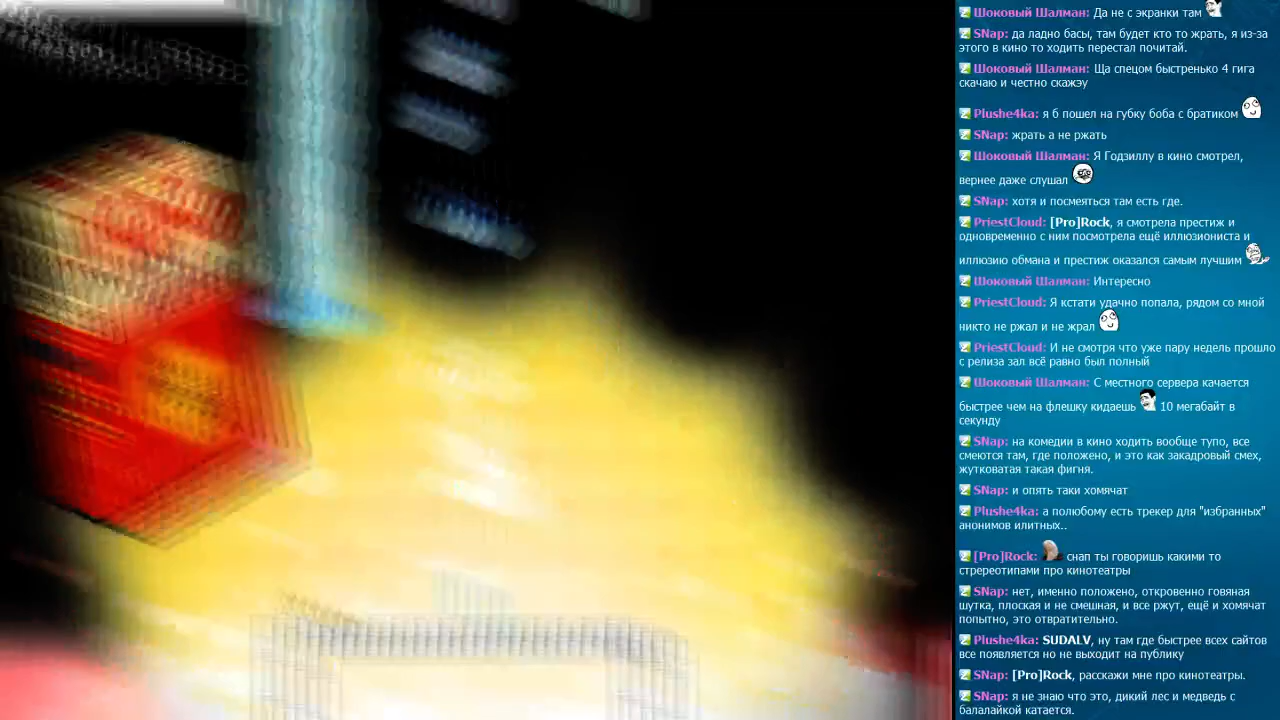 Шоковый Шалман: Да не с экранки там
SNap: да ладно басы, там будет кто то жрать, я из-за
этого в кино то ходить перестал почитай.
Шоковый Шалман: Ща спецом быстренько 4 гига
скачаю и честно скажэу
Plushe4ka: я б пошел на губку боба с братиком
SNap: жрать а не ржать
Шоковый Шалман: Я Годзиллу в кино смотрел,
вернее даже слушал
SNap: хотя и посмеяться там есть где.
PriestCloud: [Pro]Rock, я смотрела престиж и
одновременно с ним посмотрела ещё иллюзиониста и
иллюзию обмана и престиж оказался самым лучшим
Шоковый Шалман: Интересно
PriestCloud: Я кстати удачно попала, рядом со мной
никто не ржал и не жрал
PriestCloud: И не смотря что уже пару недель прошло
с релиза зал всё равно был полный
Шоковый Шалман: С местного сервера качается
быстрее чем на флешку кидаешь 10 мегабайт в
секунду
SNap: на комедии в кино ходить вообще тупо, все
смеются там, где положено, и это как закадровый смех,
жутковатая такая фигня.
SNap: и опять таки хомячат
Plushe4ka: а полюбому есть трекер для "избранных"
анонимов илитных..
[Pro]Rock: снап ты говоришь какими то
стререотипами про кинотеатры
SNap: нет, именно положено, откровенно говяная
шутка, плоская и не смешная, и все ржут, ещё и хомячат
попытно, это отвратительно.
Plushe4ka: SUDALV, ну там где быстрее всех сайтов
все появляется но не выходит на публику
SNap: [Pro]Rock, расскажи мне про кинотеатры.
SNap: я не знаю что это, дикий лес и медведь с
балалайкой катается.